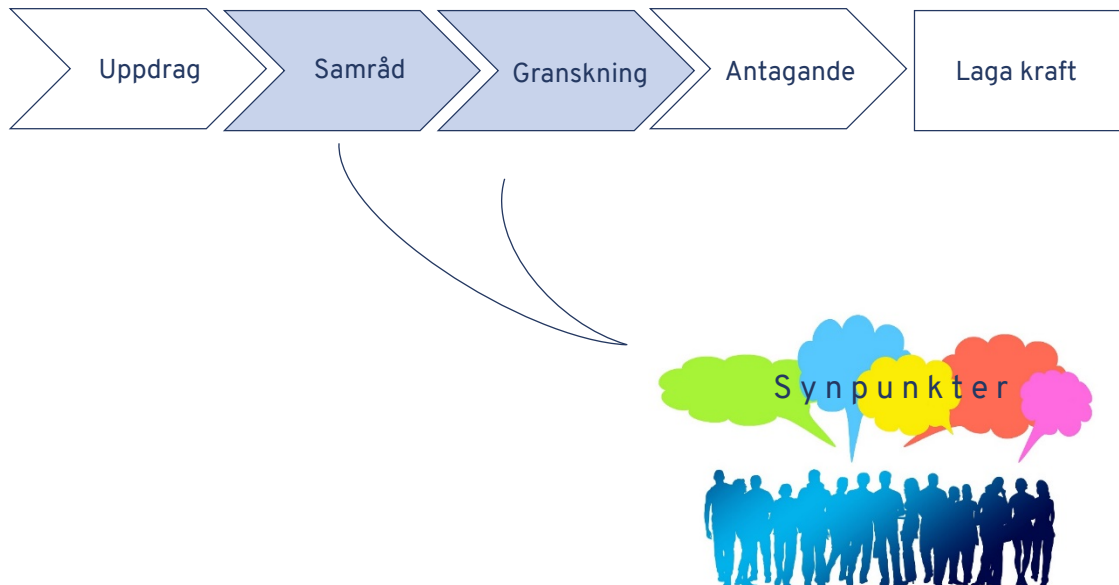 Uppdrag
Samråd
Granskning
Antagande
Laga kraft
Synpunkter